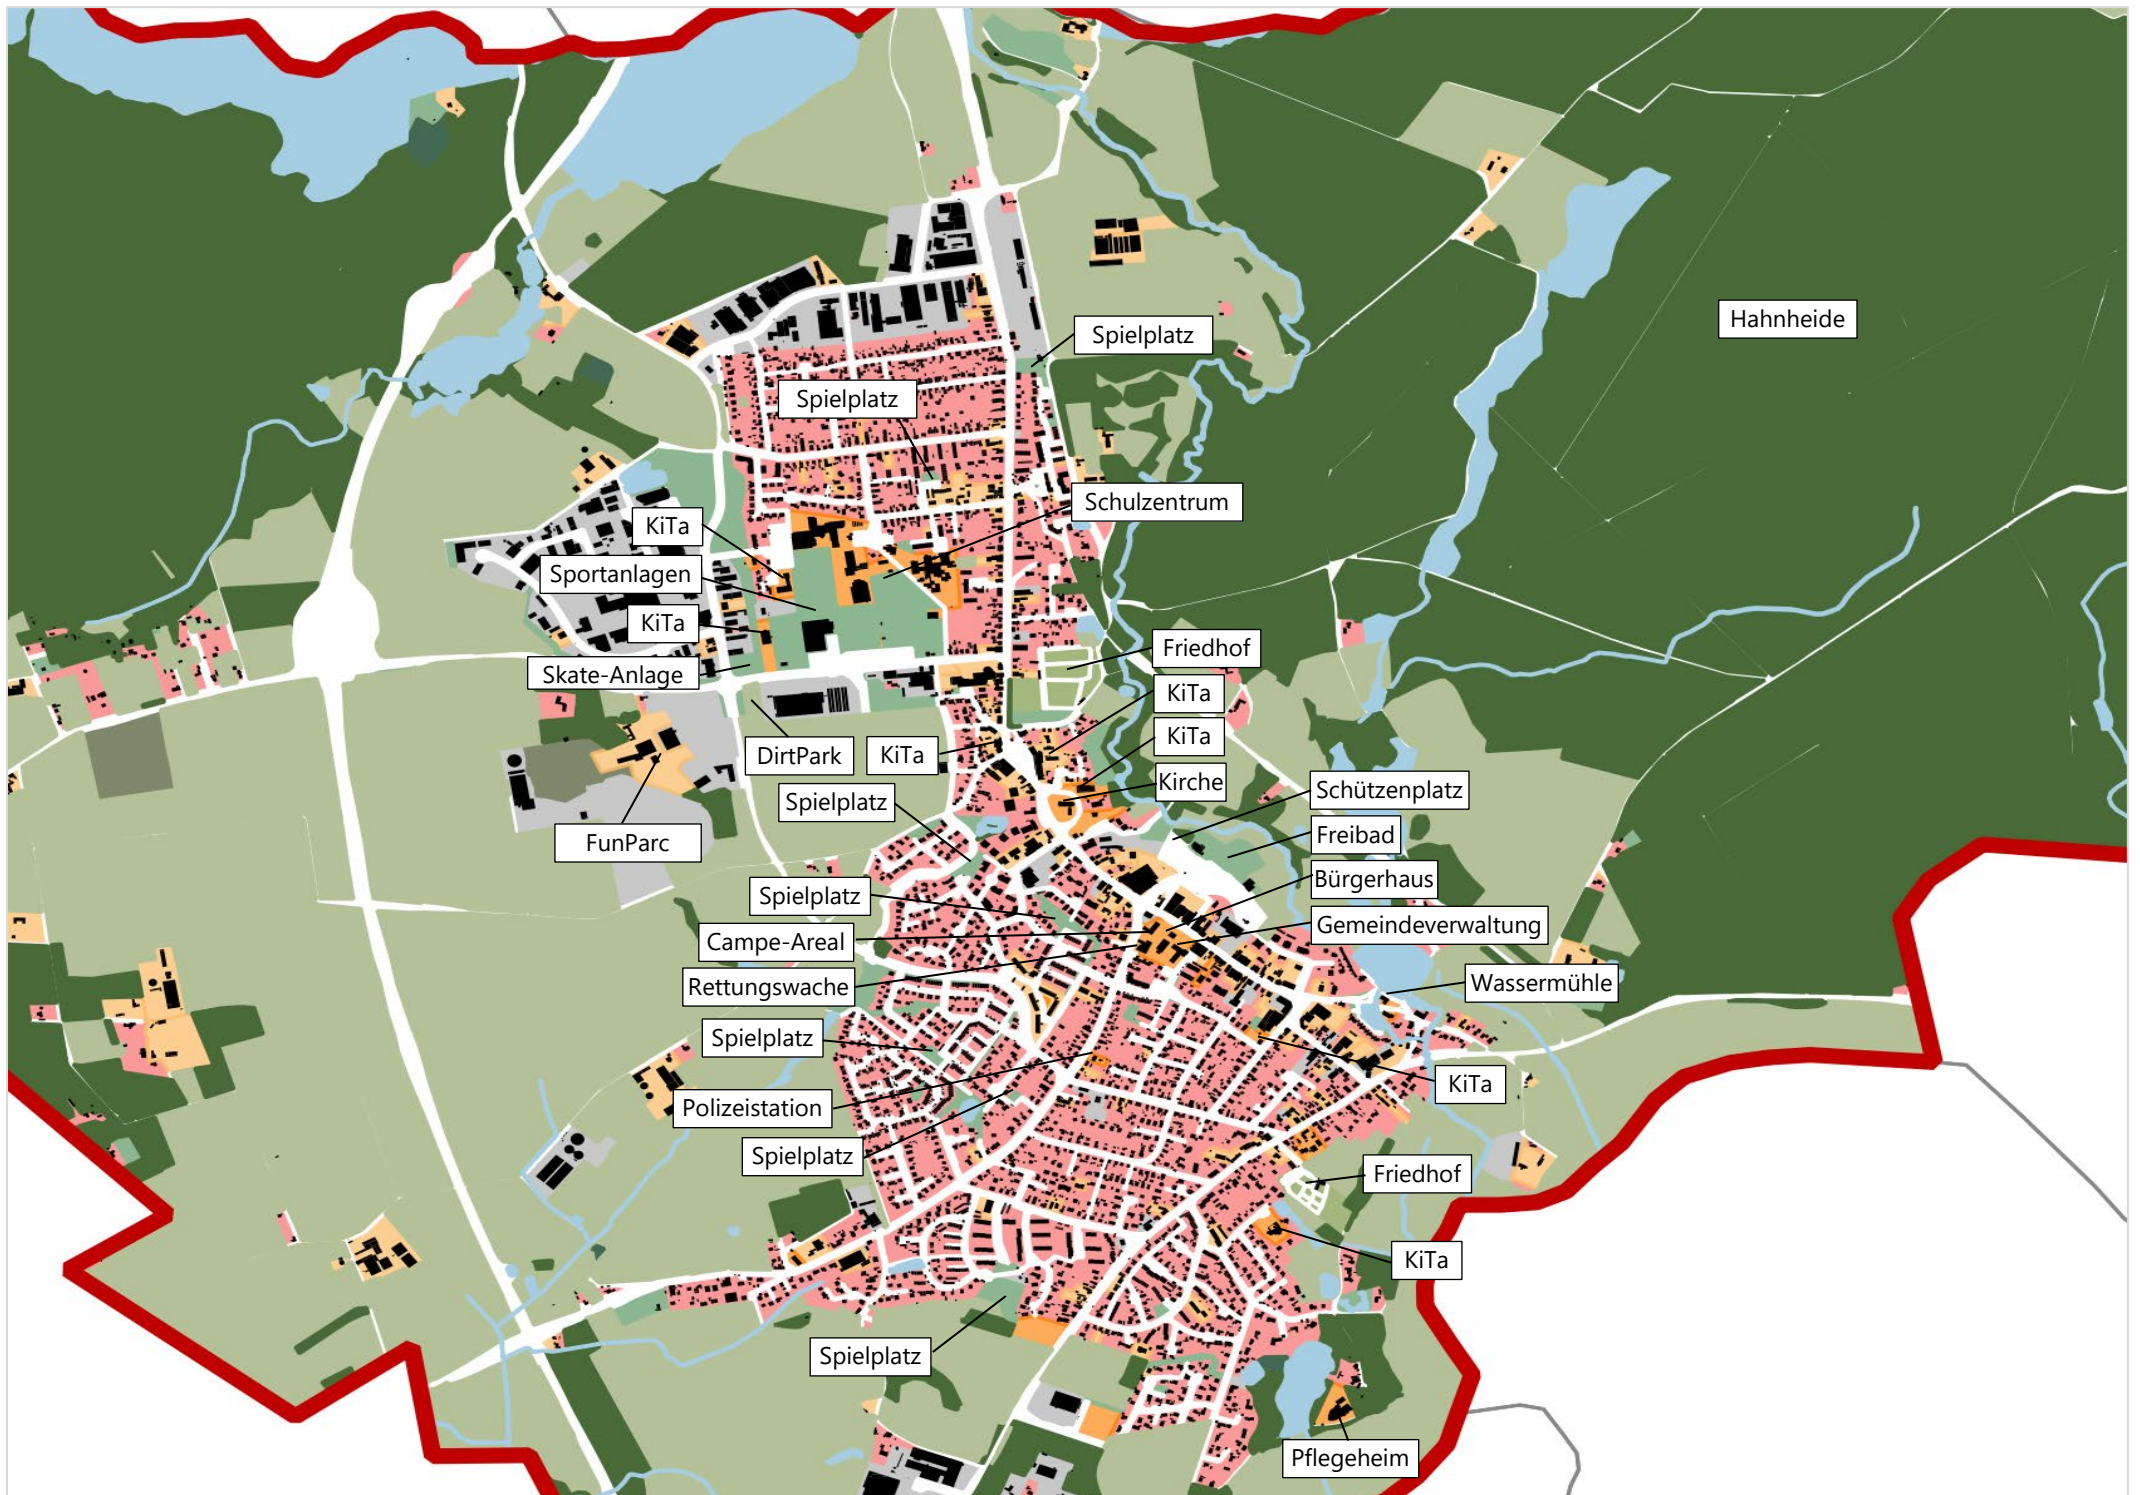 Hahnheide
Spielplatz
Spielplatz
Schulzentrum
KiTa
Sportanlagen
KiTa
Friedhof
Skate-Anlage
KiTa
KiTa
DirtPark
KiTa
Kirche
Schützenplatz
Spielplatz
Freibad
FunParc
Bürgerhaus
Spielplatz
Gemeindeverwaltung
Campe-Areal
Wassermühle
Rettungswache
Spielplatz
KiTa
Polizeistation
Spielplatz
Friedhof
KiTa
Spielplatz
Pflegeheim